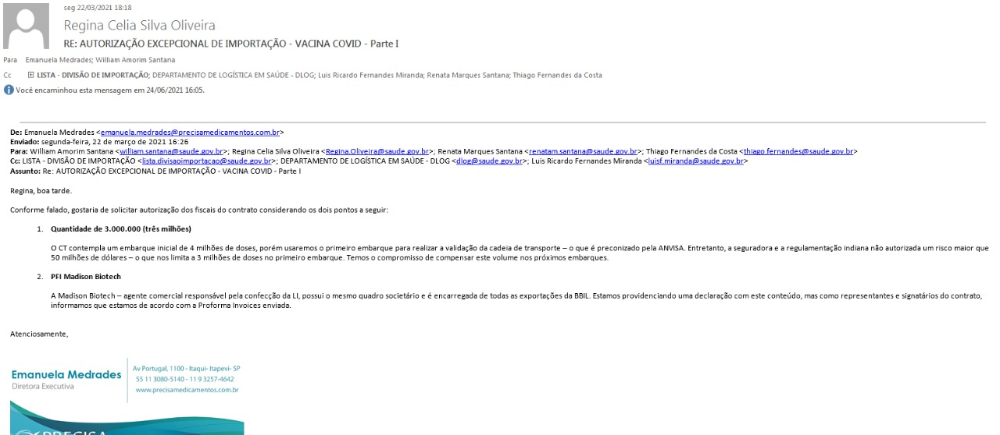 seg 22/03/2021 18:18
Regina Celia Silva Oliveira
RE: AUTORIZAÇÃO EXCEPCIONAL DE IMPORTAÇÃO - VACINA COVID - Parte I
Para Emanuela Medrades; William Amorim Santana
Cc LISTA - DIVISÃO DE IMPORTAÇÃO; DEPARTAMENTO DE LOGÍSTICA EM SAÚDE - DLOG; Luis Ricardo Fernandes Miranda; Renata Marques Santana; Thiago Fernandes da Costa
Você encaminhou esta mensagem em 24/06/2021 16:05.
De: Emanuela Medrades <emanuela.medrades@precisamedicamentos.com.br>
Enviado: segunda-feira, 22 de março de 2021 16:26
Para: William Amorim Santana <william.santana@saude.gov.br>; Regina Celia Silva Oliveira <Regina.Oliveira@saude.gov.br>; Renata Marques Santana <renatam.santana@saude.gov.br>; Thiago Fernandes da Costa <thiago.fernandes@saude.gov.br>
Cc: LISTA - DIVISÃO DE IMPORTAÇÃO <lista.divisaoimportacao@saude.gov.br>; DEPARTAMENTO DE LOGÍSTICA EM SAÚDE - DLOG <dlog@saude.gov.br>; Luis Ricardo Fernandes Miranda <luisf.miranda@saude.gov.br>
Assunto: Re: AUTORIZAÇÃO EXCEPCIONAL DE IMPORTAÇÃO - VACINA COVID - Parte I
Regina, boa tarde.
Conforme falado, gostaria de solicitar autorização dos fiscais do contrato considerando os dois pontos a seguir:
1. Quantidade de 3.000.000 (três milhões)
O CT contempla um embarque inicial de 4 milhões de doses, porém usaremos o primeiro embarque para realizar a validação da cadeia de transporte – o que é preconizado pela ANVISA. Entretanto, a seguradora e a regulamentação indiana não autorizada um risco maior que
50 milhões de dólares – o que nos limita a 3 milhões de doses no primeiro embarque. Temos o compromisso de compensar este volume nos próximos embarques.
2. PFI Madison Biotech
A Madison Biotech – agente comercial responsável pela confecção da LI, possui o mesmo quadro societário e é encarregada de todas as exportações da BBIL. Estamos providenciando uma declaração com este conteúdo, mas como representantes e signatários do contrato,
informamos que estamos de acordo com a Proforma Invoices enviada.
Atenciosamente,
Emanuela Medrades
Diretora Executiva
Av Portugal, 1100 - Itaqui- Itapevi- SP
55 11 3080-5140 - 11 9 3257-4642
www.precisamedicamentos.com.br
PRECISA